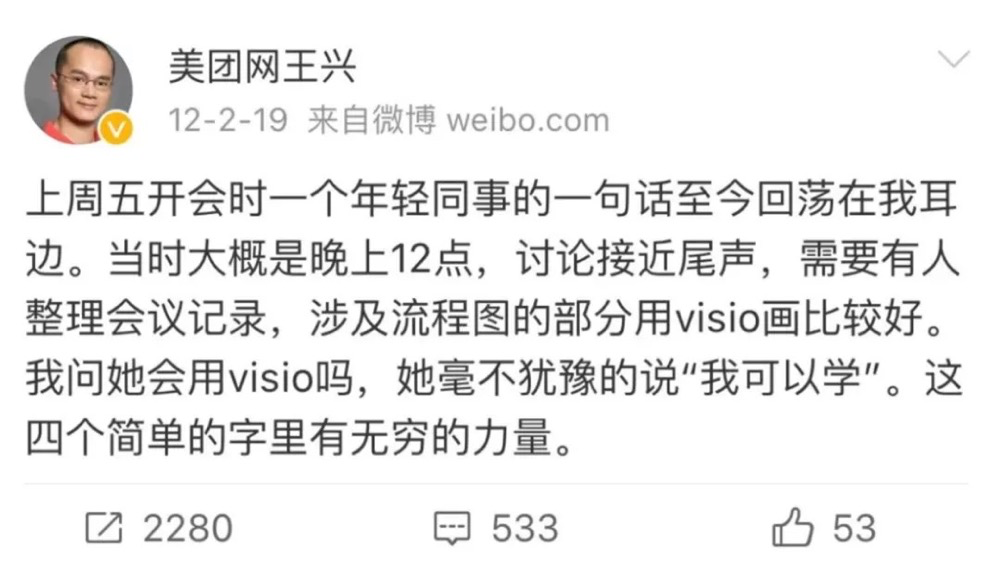 美团网王兴
12-2-19 来自微博 weibo.com
上周五开会时一个年轻同事的一句话至今回荡在我耳
边。当时大概是晚上12点，讨论接近尾声，需要有人
整理会议记录，涉及流程图的部分用visio画比较好。
我问她会用visio吗，她毫不犹豫的说“我可以学”。这
四个简单的字里有无穷的力量。
2280 533 53